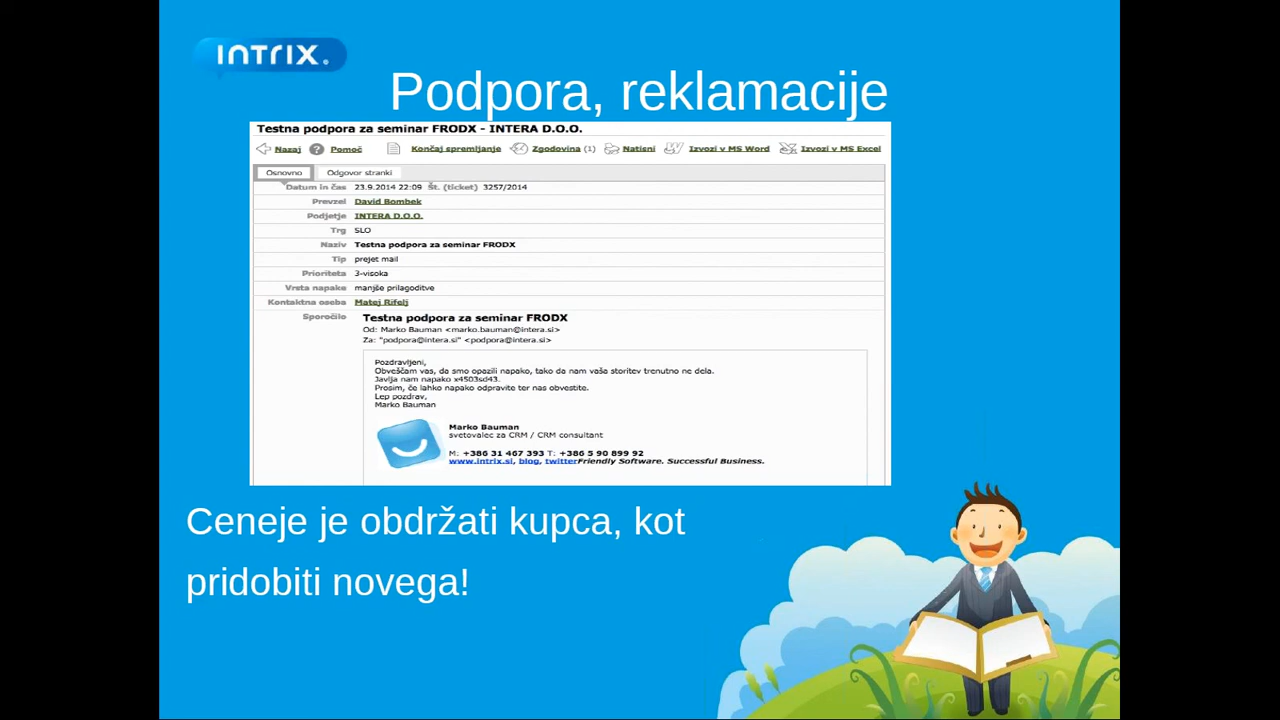 INTRIX.
Podpora, reklamacije
Testna podpora za seminar FRODX - INTERA D.O.O.
Nazaj Pomoč Končaj spremljanje Zgodovina (1) Natisni Izvozi v MS Word Izvozi v MS Excel
Osnovno Odgovor stranki
Datum in čas 23.9.2014 22:09 Št. (ticket) 3257/2014
Prevzel David Bombek
Podjetje INTERA D.O.O.
Trg SLO
Naziv Testna podpora za seminar FRODX
Tip prejet mail
Prioriteta 3-visoka
Vrsta napake manjše prilagoditve
Kontaktna oseba Matej Rifelj
Sporočilo Testna podpora za seminar FRODX
Od: Marko Bauman <marko.bauman@intera.si>
Za: "podpora@intera.si" <podpora@intera.si>
Pozdravljeni,
Obveščam vas, da smo opazili napako, tako da nam vaša storitev trenutno ne dela.
Javlja nam napako x4503sd43.
Prosim, če lahko napako odpravite ter nas obvestite.
Lep pozdrav,
Marko Bauman
Marko Bauman
svetovalec za CRM / CRM consultant
M: +386 31 467 393 T: +386 5 90 899 92
www.intrix.si, blog, twitterFriendly Software. Successful Business.
Ceneje je obdržati kupca, kot
pridobiti novega!